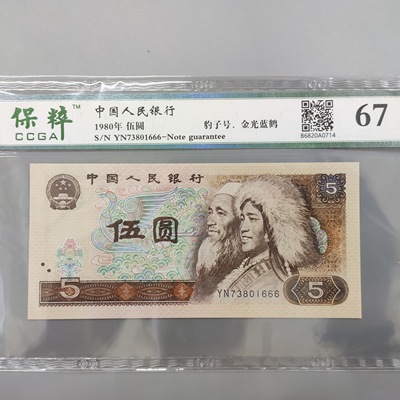 保粹™
CCGA
中国人民银行
1980年 伍圆
豹子号、金光蓝鹤
S/N YN73801666-Note guarantee
B6820A0714
67
中国人民银行
5
伍圆
YN73801666
5
5